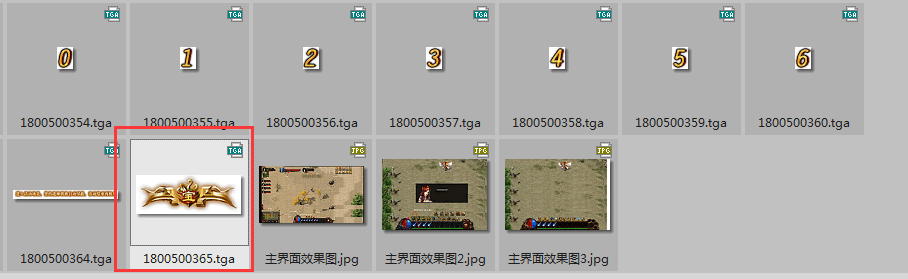 TGA TGA TGA TGA TGA TGA TGA
0 1 2 3 4 5 6
1800500354.tga 1800500355.tga 1800500356.tga 1800500357.tga 1800500358.tga 1800500359.tga 1800500360.tga
TGA TGA JPG JPG JPG
1800500364.tga 1800500365.tga 主界面效果图.jpg 主界面效果图2.jpg 主界面效果图3.jpg